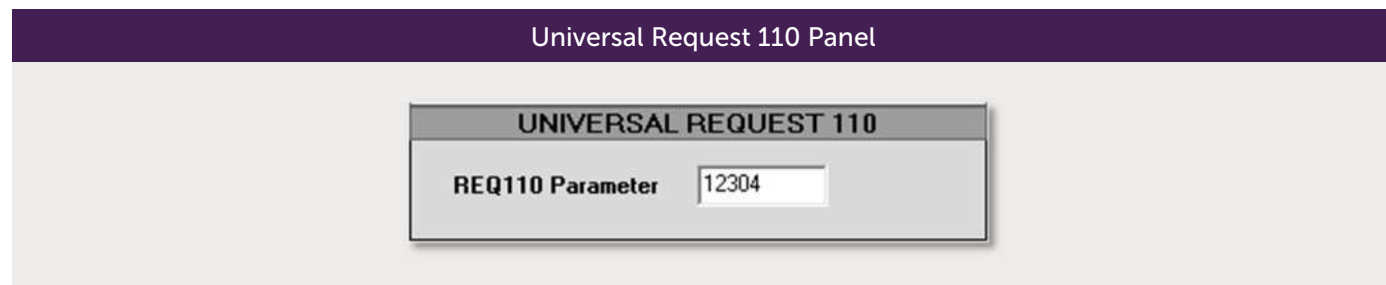 Universal Request 110 Panel
UNIVERSAL REQUEST 110
REQ110 Parameter 12304